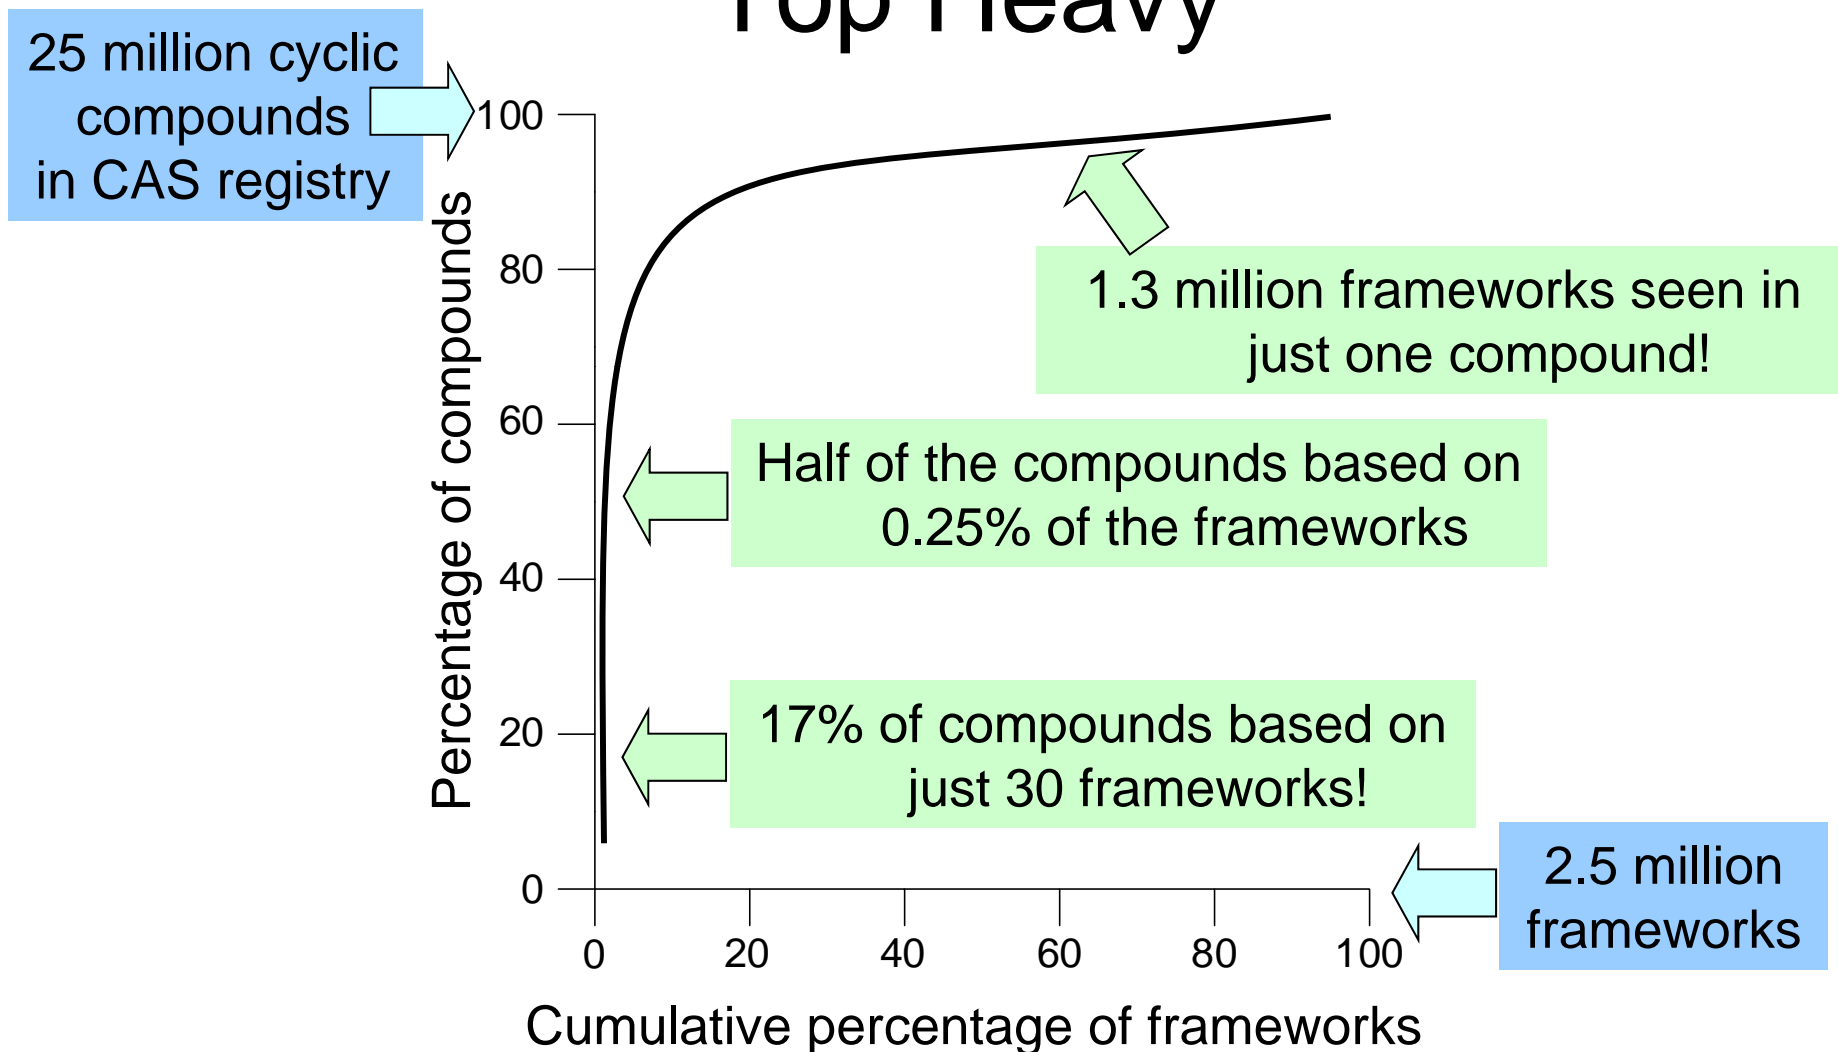 Top Heavy
25 million cyclic
compounds
in CAS registry
100
80
60
40
20
0
Percentage of compounds
1.3 million frameworks seen in
just one compound!
Half of the compounds based on
0.25% of the frameworks
17% of compounds based on
just 30 frameworks!
2.5 million
frameworks
0 20 40 60 80 100
Cumulative percentage of frameworks